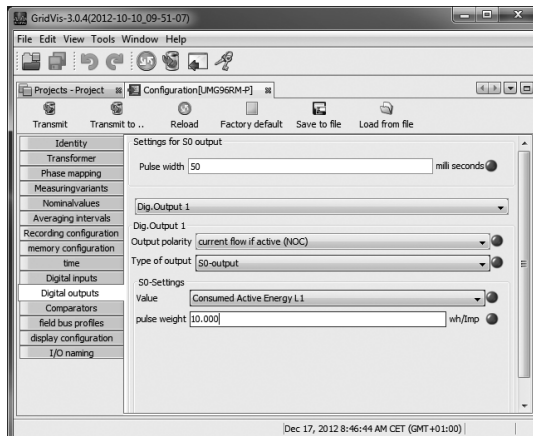 GridVis-3.0.4(2012-10-10_09-51-07)
File Edit View Tools Window Help
Projects - Project Configuration[UMG96RM-P]
Transmit Transmit to .. Reload Factory default Save to file Load from file
Identity
Transformer
Phase mapping
Measuringvariants
Nominalvalues
Averaging intervals
Recording configuration
memory configuration
time
Digital inputs
Digital outputs
Comparators
field bus profiles
display configuration
I/O naming
Settings for S0 output
Pulse width 50 milli seconds
Dig.Output 1
Dig.Output 1
Output polarity current flow if active (NOC)
Type of output S0-output
S0-Settings
Value Consumed Active Energy L1
pulse weight 10.000 wh/Imp
Dec 17, 2012 8:46:44 AM CET (GMT+01:00)